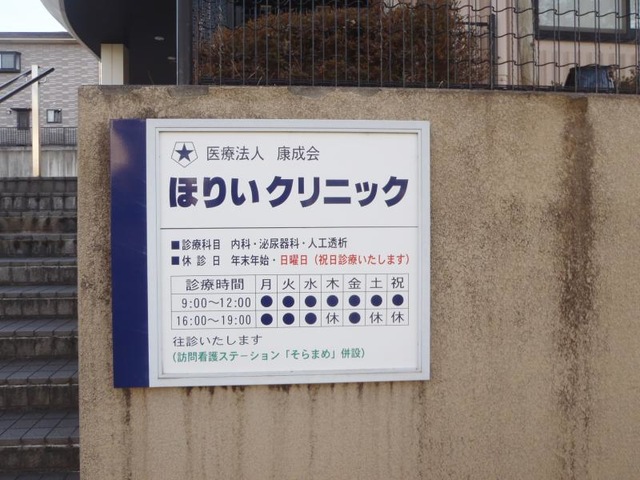 医療法人 康成会
ほりいクリニック
■診療科目 内科・泌尿器科・人工透析
■休診日 年末年始・日曜日（祝日診療いたします）
診療時間 月 火 水 木 金 土 祝
9:00～12:00 ● ● ● ● ● ● ●
16:00～19:00 ● ● ● 休 ● 休 休
往診いたします
（訪問看護ステーション「そらまめ」併設）